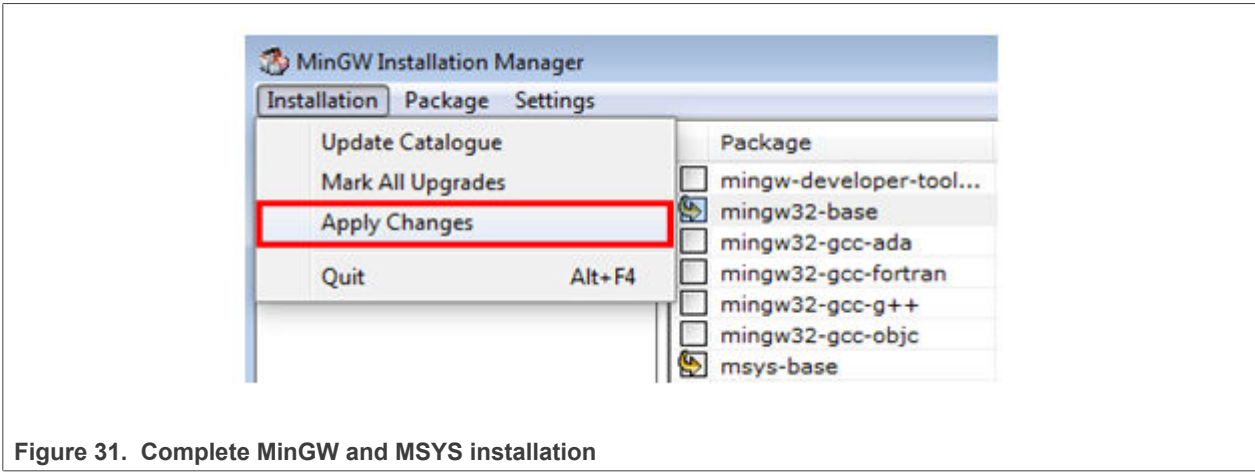 MinGW Installation Manager
Installation Package Settings
Update Catalogue
Mark All Upgrades
Apply Changes
Quit Alt+F4
Package
mingw-developer-tool...
mingw32-base
mingw32-gcc-ada
mingw32-gcc-fortran
mingw32-gcc-g++
mingw32-gcc-objc
msys-base
Figure 31. Complete MinGW and MSYS installation